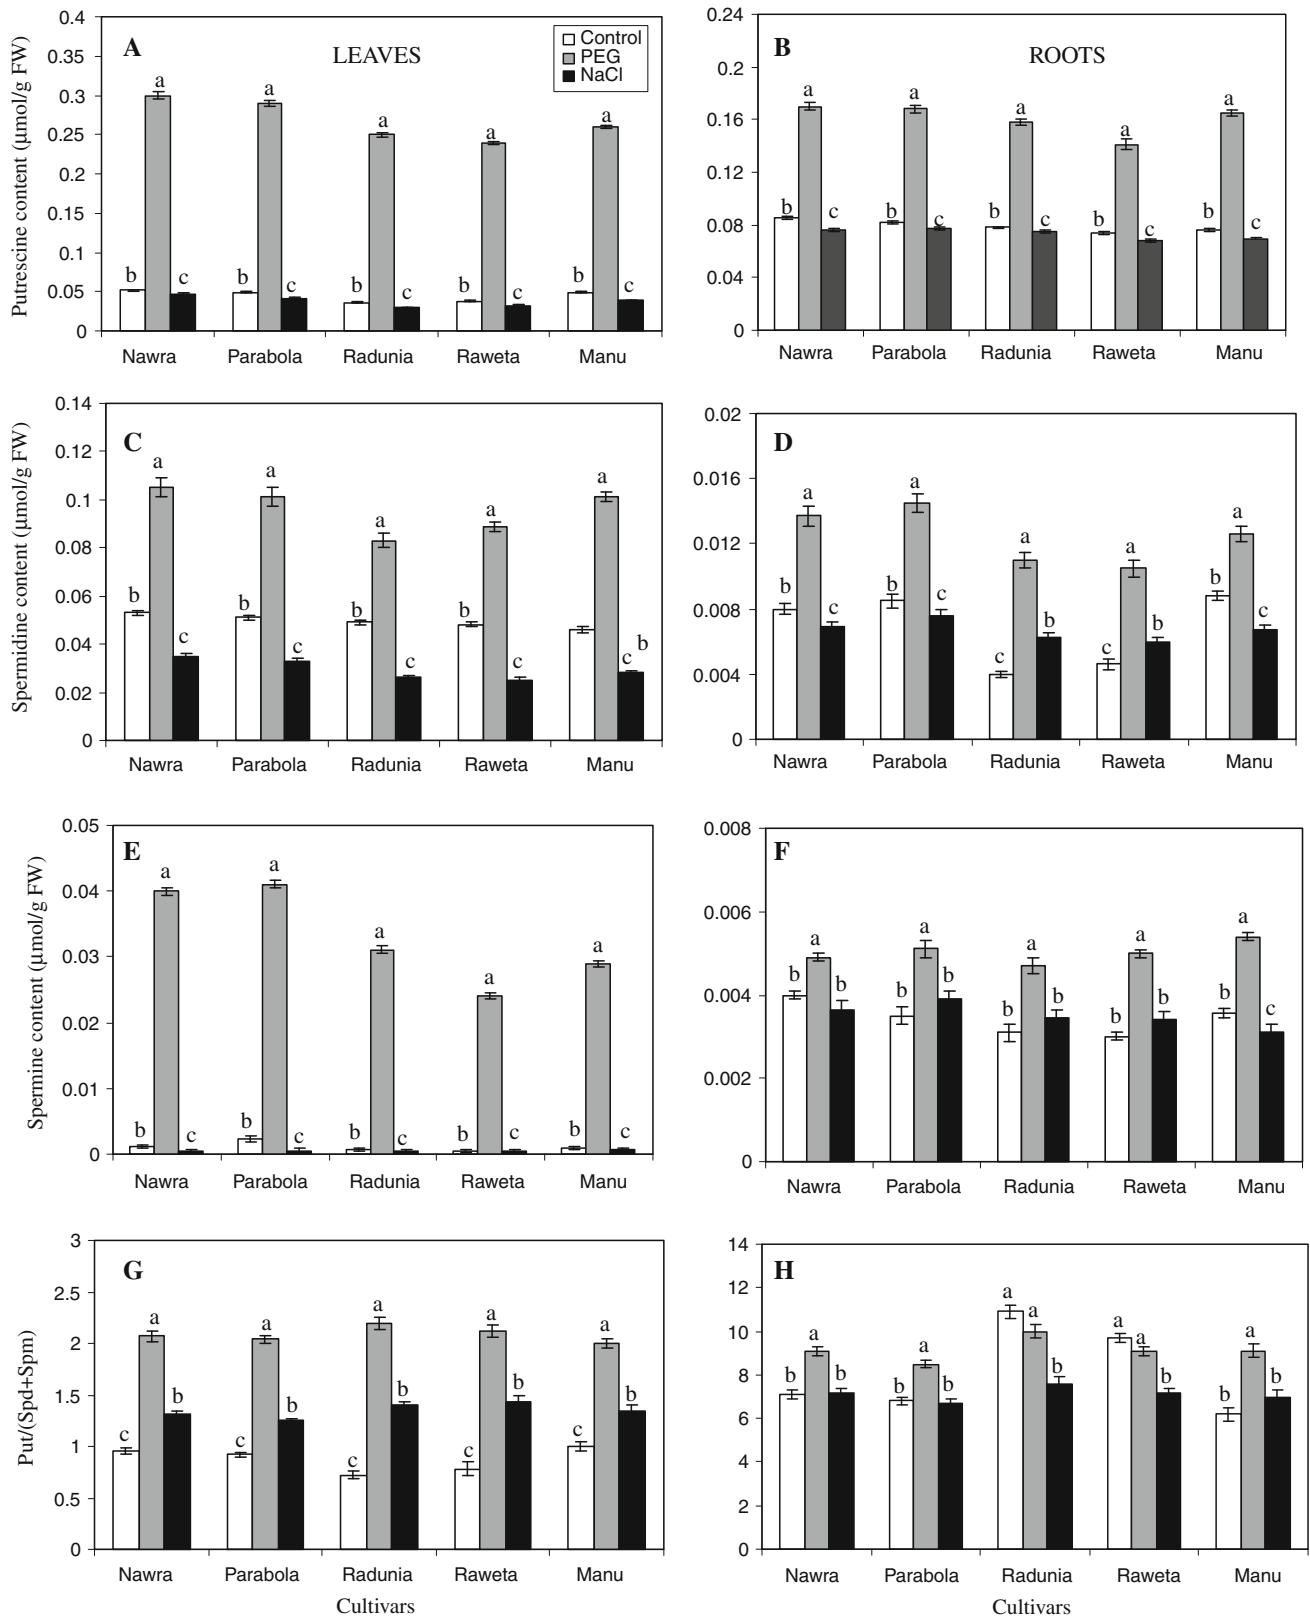 A
LEAVES
Control
PEG
NaCl
Putrescine content (µmol/g FW)
0.4
0.35
0.3
0.25
0.2
0.15
0.1
0.05
0
b a c b a c b a c b a c b a c
Nawra Parabola Radunia Raweta Manu
B
ROOTS
0.24
0.2
0.16
0.12
0.08
0.04
0
b a c b a c b a c b a c b a c
Nawra Parabola Radunia Raweta Manu
C
Spermidine content (µmol/g FW)
0.14
0.12
0.1
0.08
0.06
0.04
0.02
0
b a c b a c b a c b a c a c b
Nawra Parabola Radunia Raweta Manu
D
0.02
0.016
0.012
0.008
0.004
0
b a c b a c c a b c a b b a c
Nawra Parabola Radunia Raweta Manu
E
Spermine content (µmol/g FW)
0.05
0.04
0.03
0.02
0.01
0
b a c b a c b a c b a c b a c
Nawra Parabola Radunia Raweta Manu
F
0.008
0.006
0.004
0.002
0
b a b b a b b a b b a b b a c
Nawra Parabola Radunia Raweta Manu
G
Put/(Spd+Spm)
3
2.5
2
1.5
1
0.5
0
c a b c a b c a b c a b c a b
Nawra Parabola Radunia Raweta Manu
Cultivars
H
14
12
10
8
6
4
2
0
b a b b a b a a b a a b b a b
Nawra Parabola Radunia Raweta Manu
Cultivars